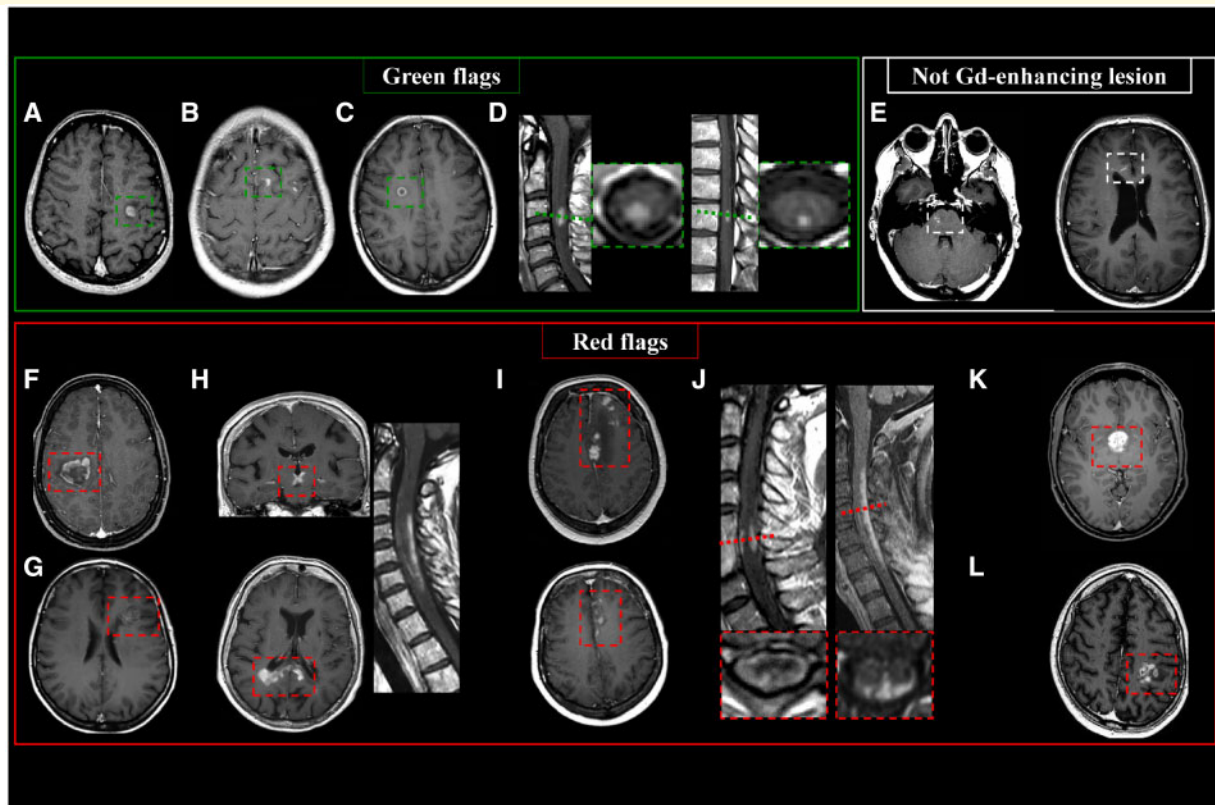 Green flags
Not Gd-enhancing lesion
A
B
C
D
E
Red flags
F
H
I
J
K
G
L